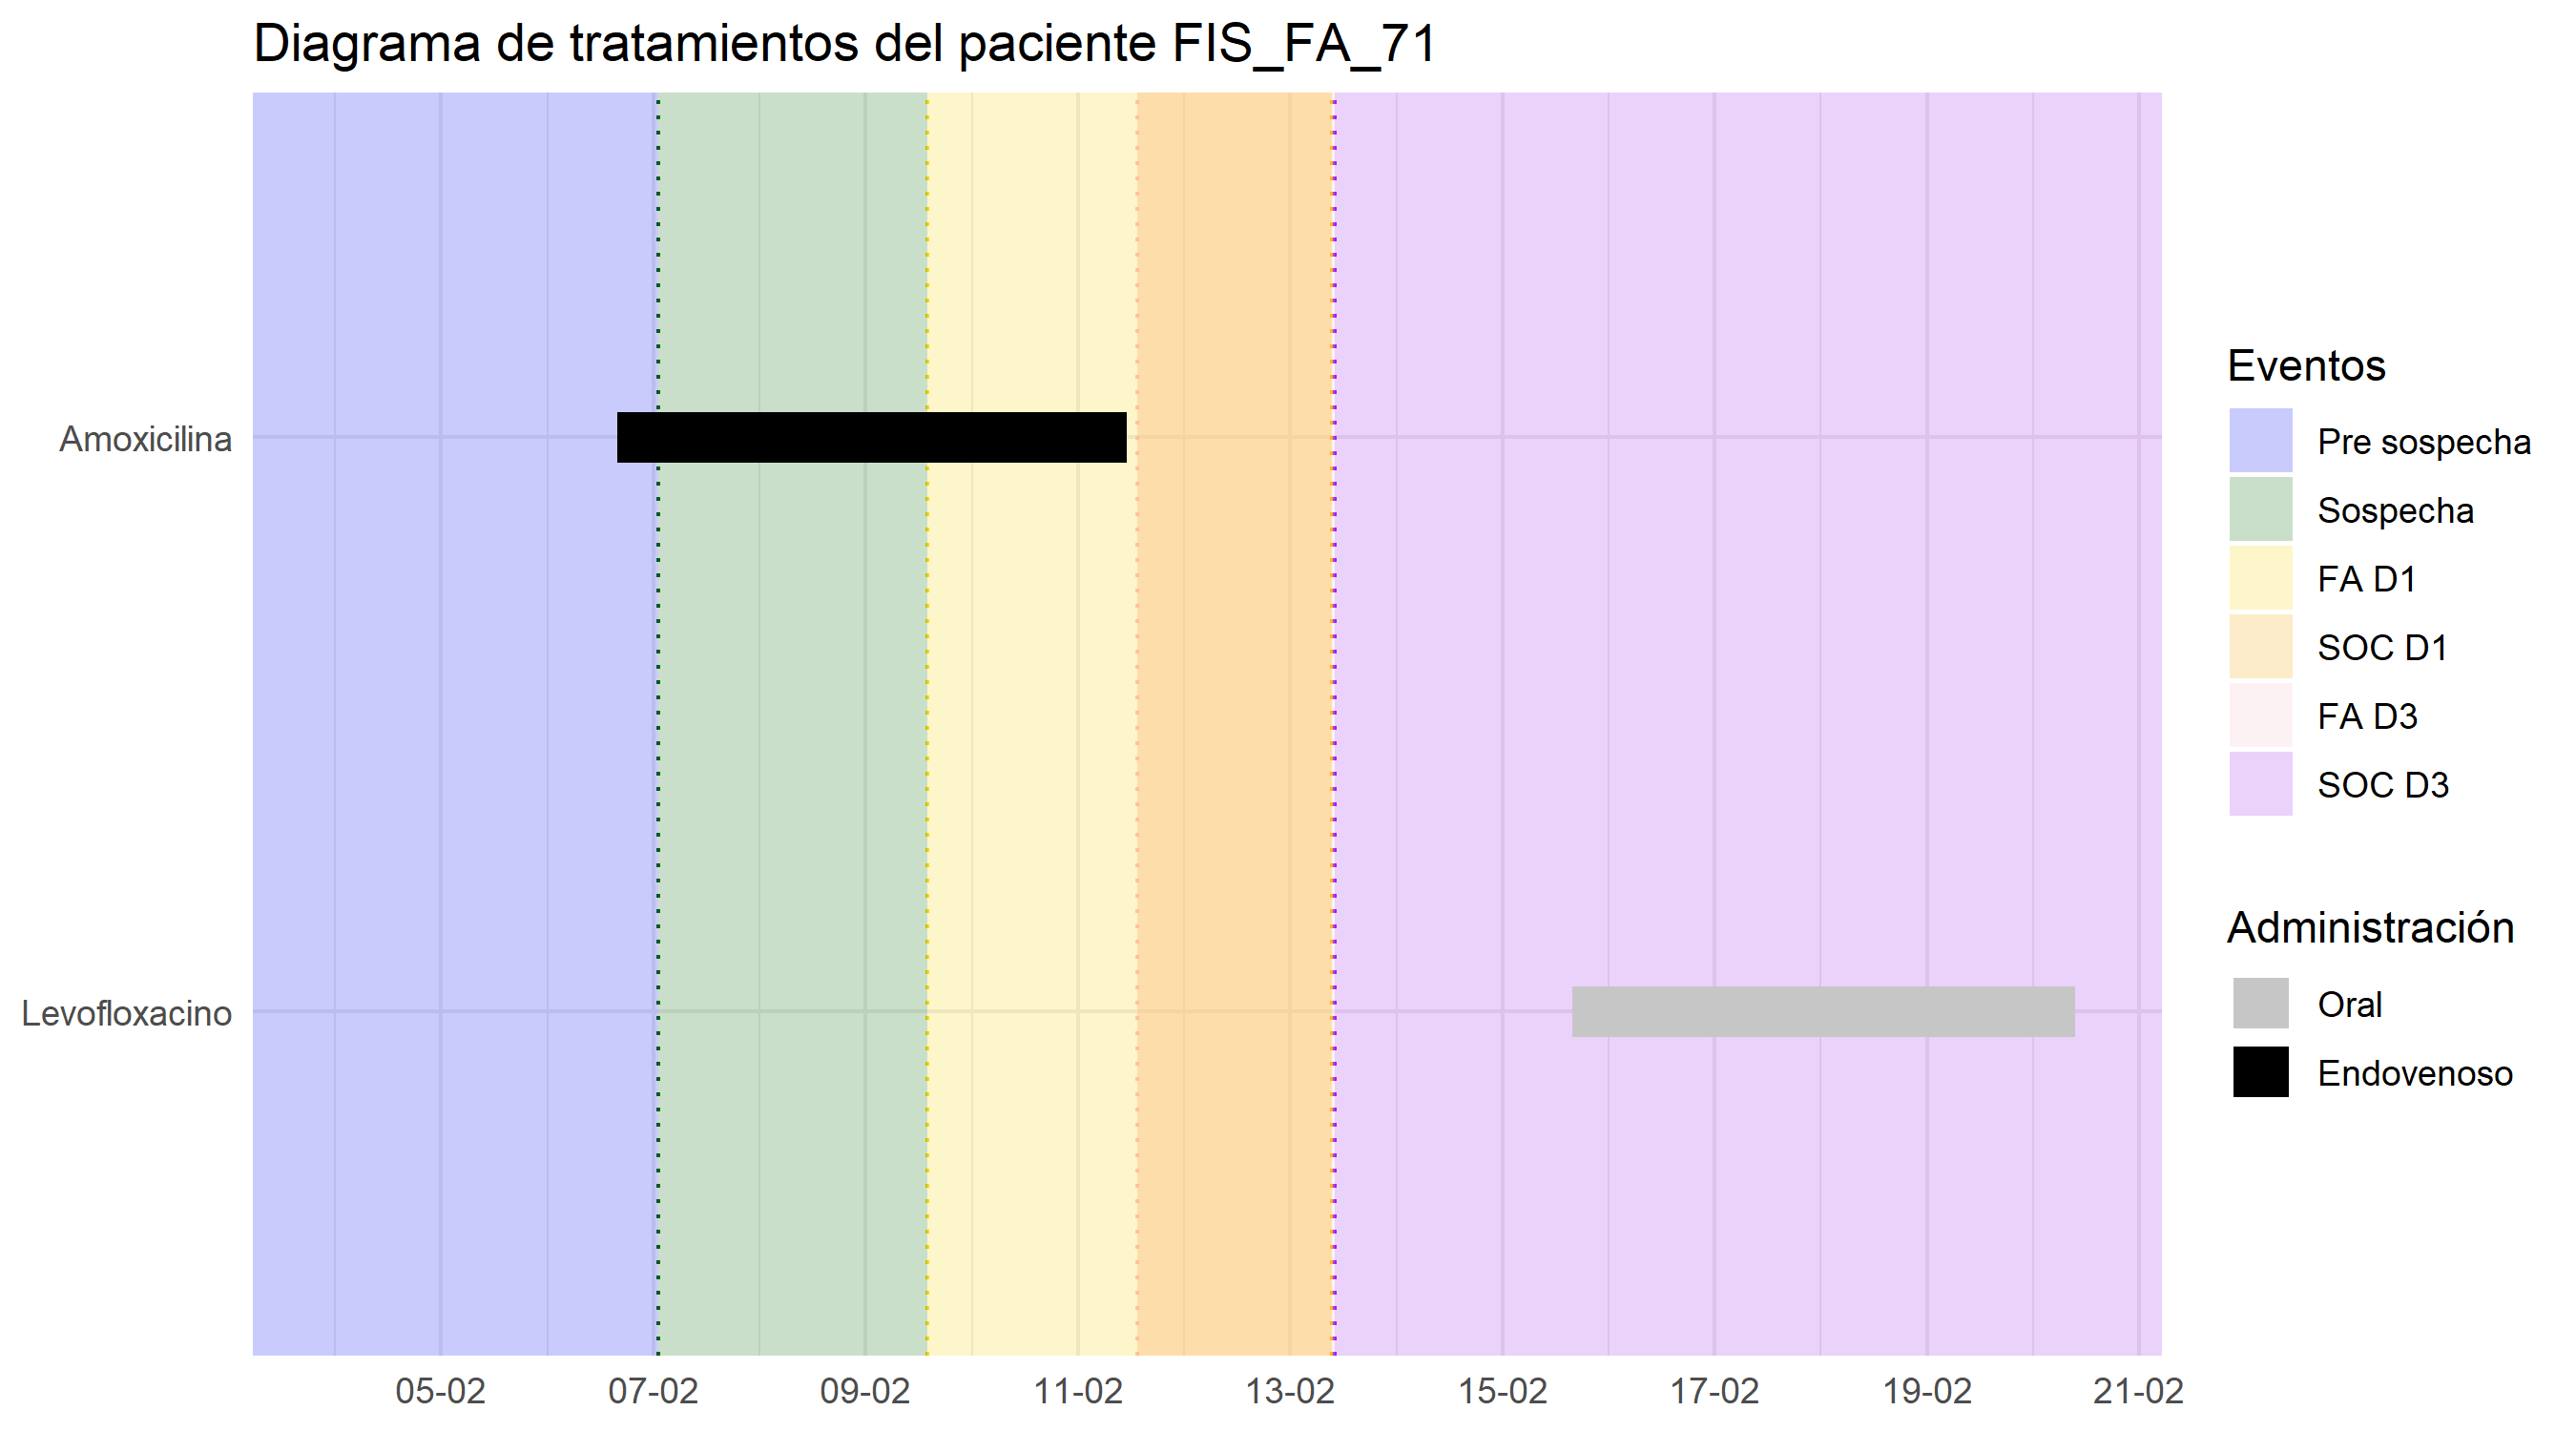 Diagrama de tratamientos del paciente FIS_FA_71
Amoxicilina
Levofloxacino
05-02
07-02
09-02
11-02
13-02
15-02
17-02
19-02
21-02
Eventos
Pre sospecha
Sospecha
FA D1
SOC D1
FA D3
SOC D3
Administración
Oral
Endovenoso